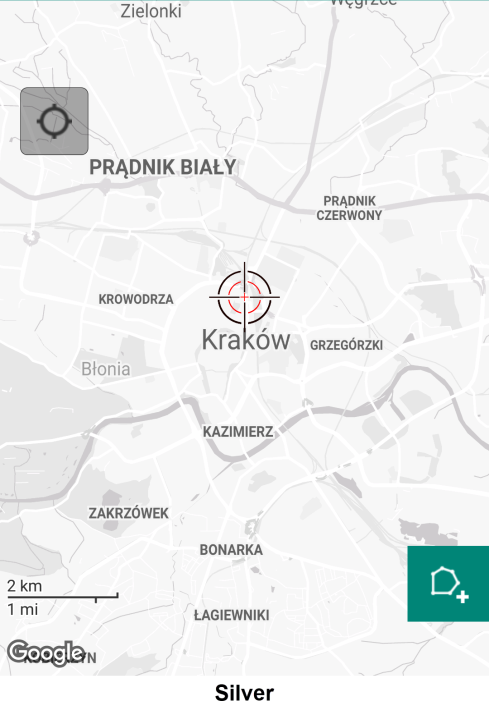 Zielonki
Węgrzce
PRĄDNIK BIAŁY
PRĄDNIK
CZERWONY
KROWODRZA
Kraków
GRZEGÓRZKI
Błonia
KAZIMIERZ
ZAKRZÓWEK
BONARKA
2 km
1 mi
ŁAGIEWNIKI
Google
Silver